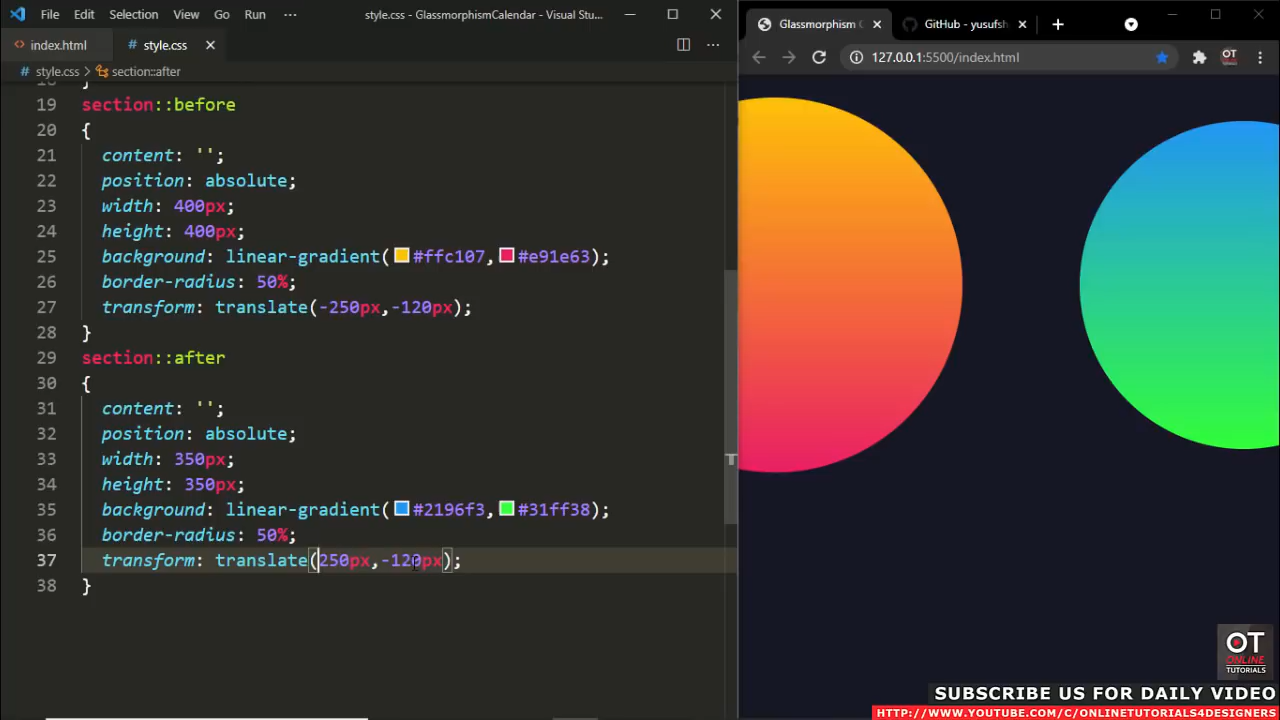 File Edit Selection View Go Run ··· style.css - GlassmorphismCalendar - Visual Stu...
index.html style.css
style.css section::after
19 section::before
20 {
21 content: '';
22 position: absolute;
23 width: 400px;
24 height: 400px;
25 background: linear-gradient(#ffc107,#e91e63);
26 border-radius: 50%;
27 transform: translate(-250px,-120px);
28 }
29 section::after
30 {
31 content: '';
32 position: absolute;
33 width: 350px;
34 height: 350px;
35 background: linear-gradient(#2196f3,#31ff38);
36 border-radius: 50%;
37 transform: translate(250px,-120px);
38 }
Glassmorphism C GitHub - yusufsh
127.0.0.1:5500/index.html
OT
ONLINE
TUTORIALS
SUBSCRIBE US FOR DAILY VIDEO
HTTP://WWW.YOUTUBE.COM/C/ONLINETUTORIALS4DESIGNERS